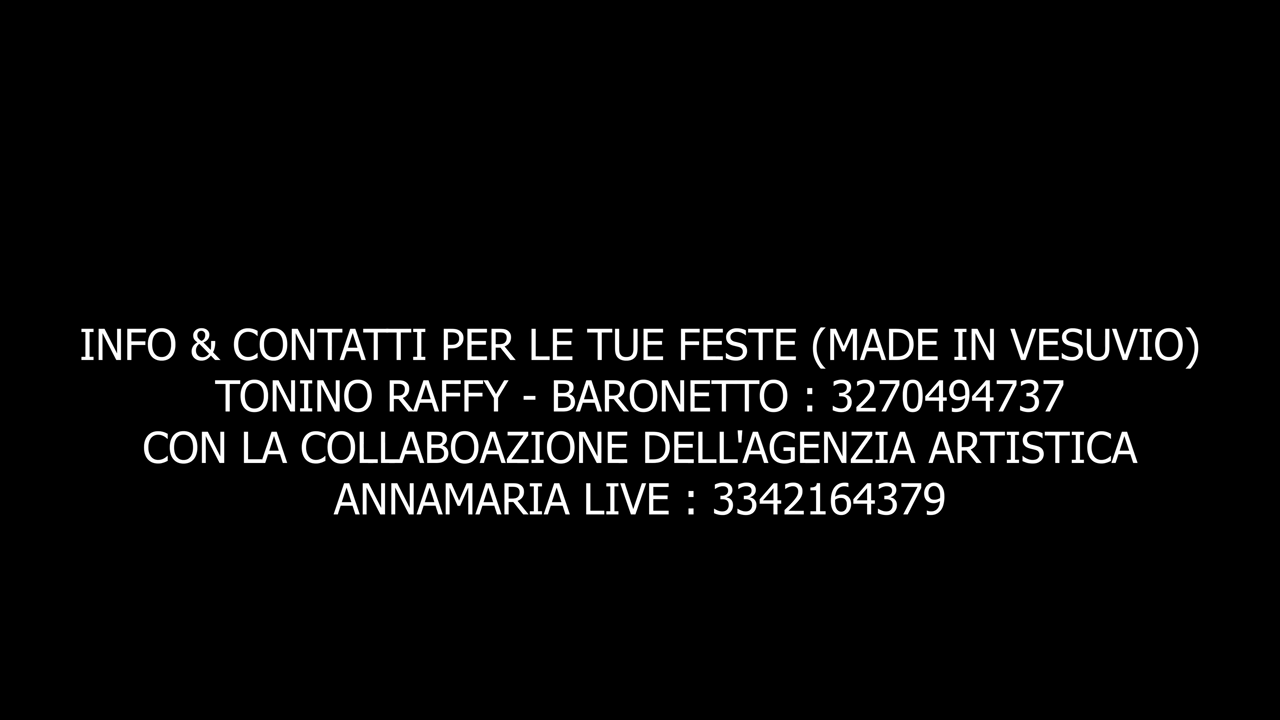 INFO & CONTATTI PER LE TUE FESTE (MADE IN VESUVIO)
TONINO RAFFY - BARONETTO : 3270494737
CON LA COLLABOAZIONE DELL'AGENZIA ARTISTICA
ANNAMARIA LIVE : 3342164379